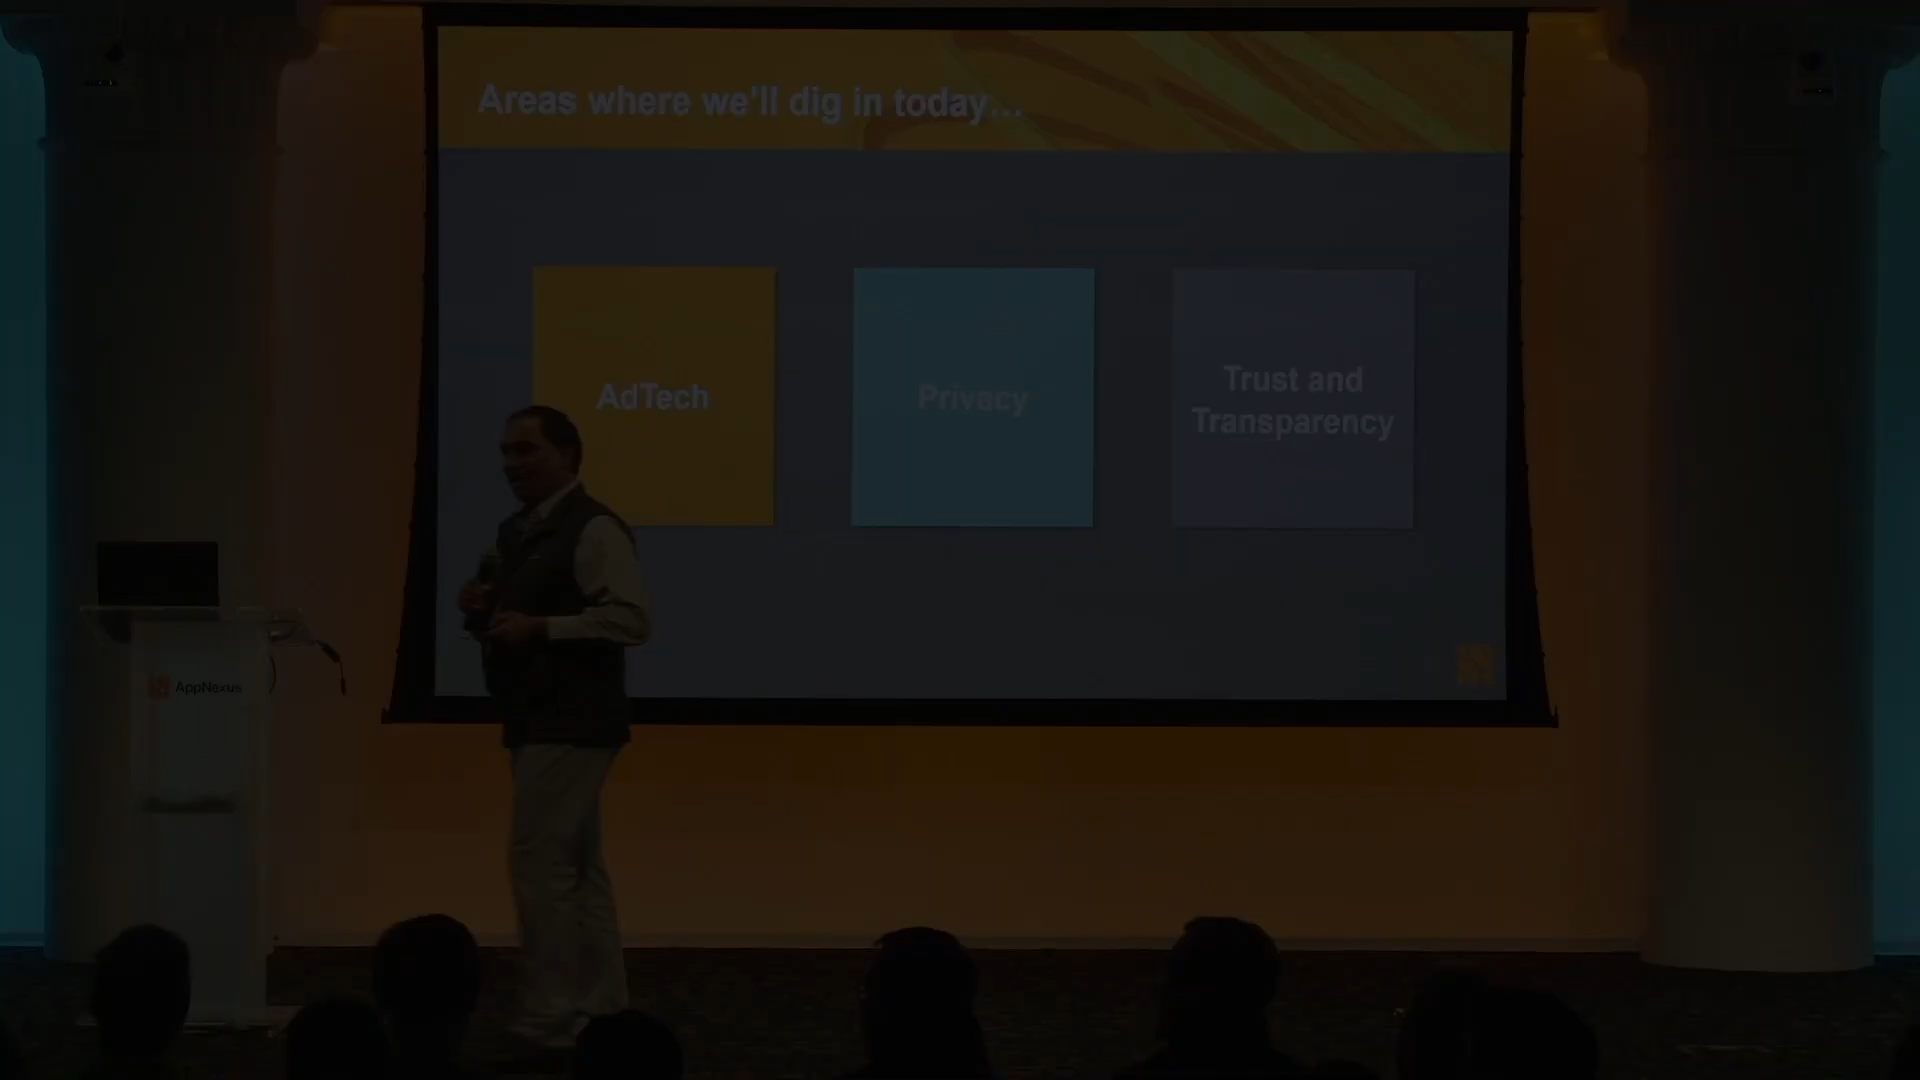 Areas where we'll dig in today...
AdTech
Privacy
Trust and
Transparency
AppNexus